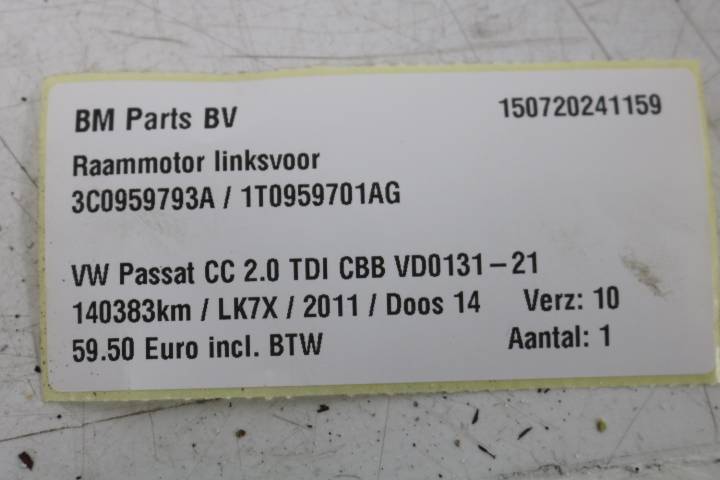 BM Parts BV 150720241159
Raammotor linksvoor
3C0959793A / 1T0959701AG
VW Passat CC 2.0 TDI CBB VD0131-21
140383km / LK7X / 2011 / Doos 14 Verz: 10
59.50 Euro incl. BTW Aantal: 1